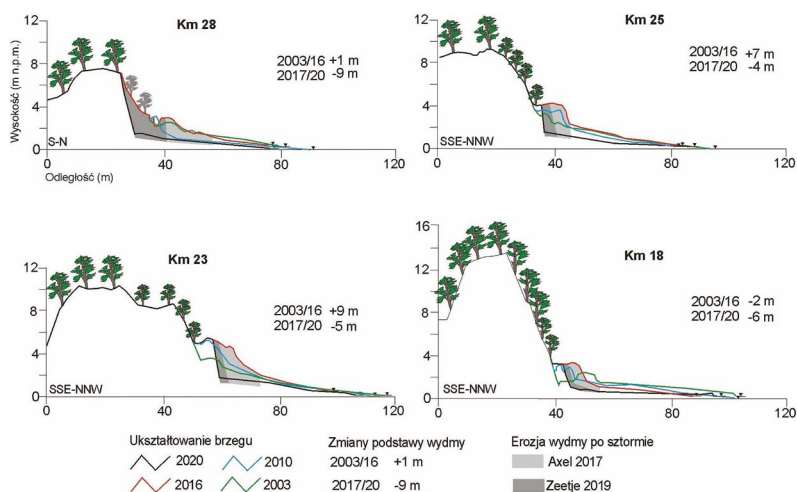 Km 28
Wysokość (m n.p.m.)
12
8
4
0
2003/16 +1 m
2017/20 -9 m
S-N
0 40 80 120
Odległość (m)
Km 25
12
8
4
0
2003/16 +7 m
2017/20 -4 m
SSE-NNW
0 40 80 120
Km 23
12
8
4
0
2003/16 +9 m
2017/20 -5 m
SSE-NNW
0 40 80 120
Km 18
16
12
8
4
0
2003/16 -2 m
2017/20 -6 m
SSE-NNW
0 40 80 120
Ukształtowanie brzegu
2020 2010
2016 2003
Zmiany podstawy wydmy
2003/16 +1 m
2017/20 -9 m
Erozja wydmy po sztormie
Axel 2017
Zeetje 2019